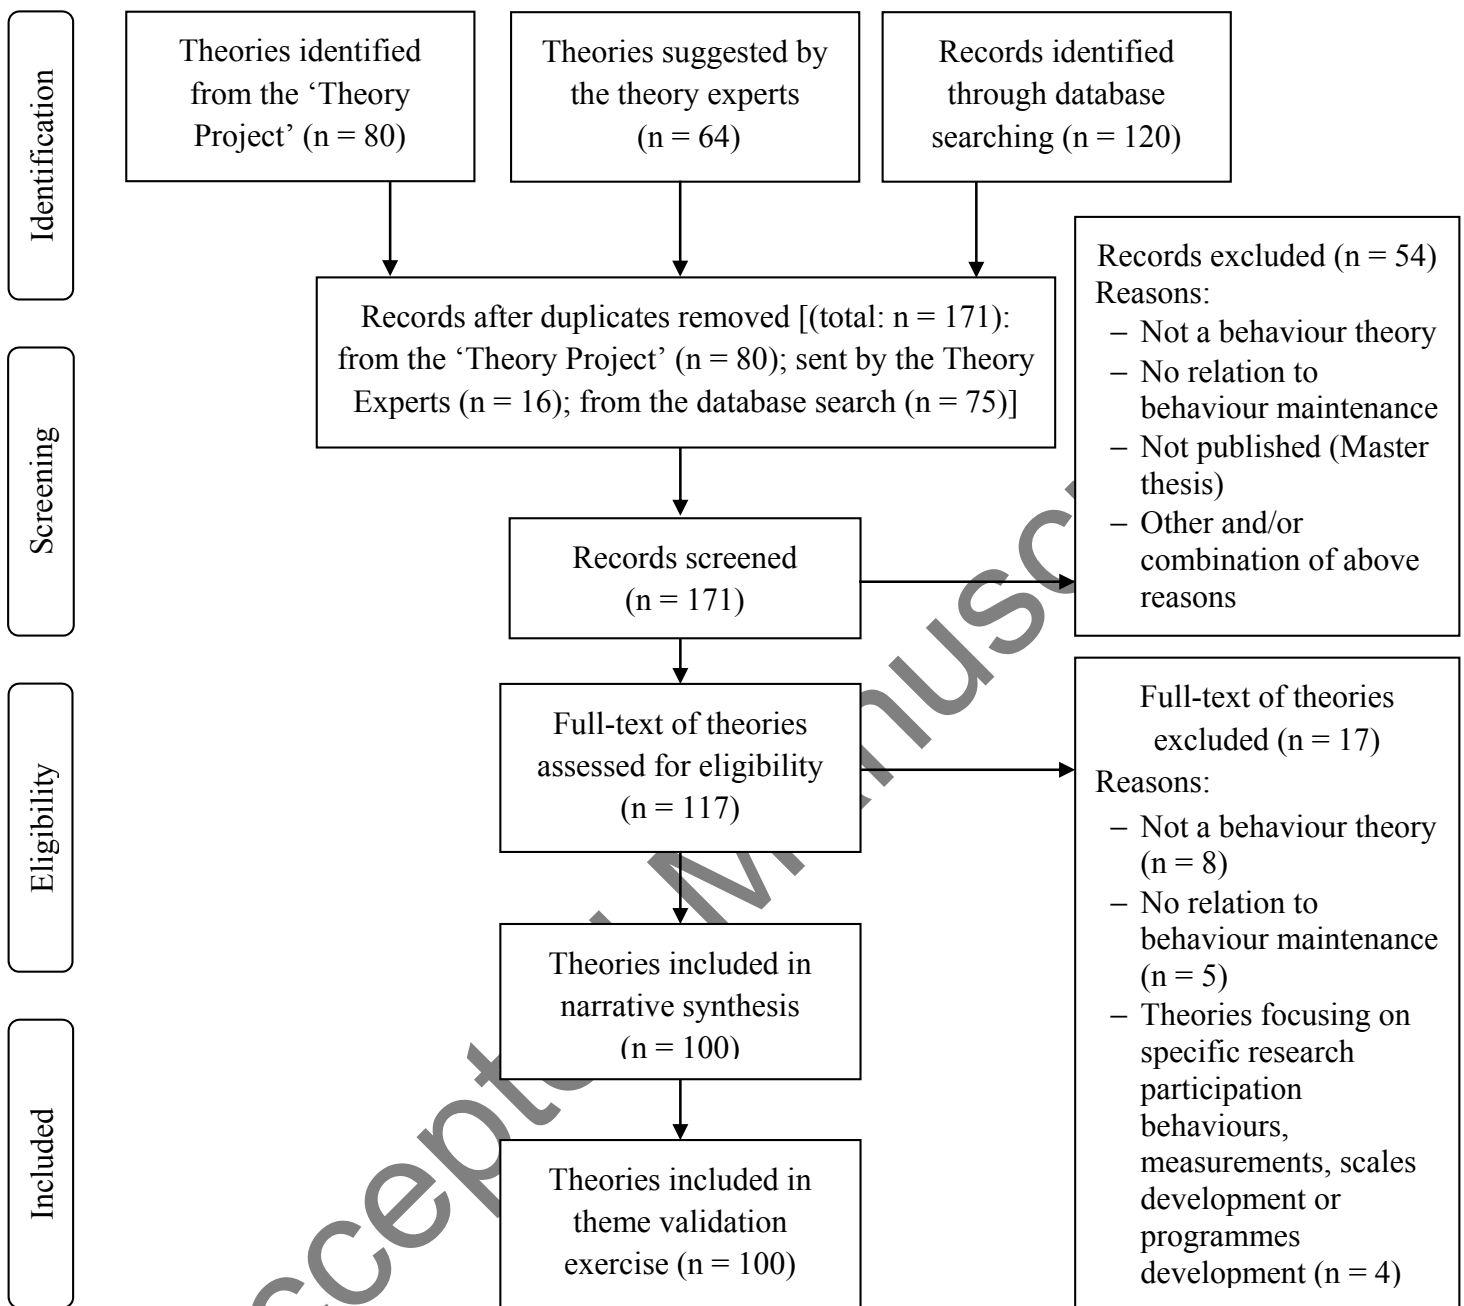 Identification
Theories identified
from the ‘Theory
Project’ (n = 80)
Theories suggested by
the theory experts
(n = 64)
Records identified
through database
searching (n = 120)
Records after duplicates removed [(total: n = 171):
from the ‘Theory Project’ (n = 80); sent by the Theory
Experts (n = 16); from the database search (n = 75)]
Records excluded (n = 54)
Reasons:
– Not a behaviour theory
– No relation to
behaviour maintenance
– Not published (Master
thesis)
– Other and/or
combination of above
reasons
Screening
Records screened
(n = 171)
Eligibility
Full-text of theories
assessed for eligibility
(n = 117)
Full-text of theories
excluded (n = 17)
Reasons:
– Not a behaviour theory
(n = 8)
– No relation to
behaviour maintenance
(n = 5)
– Theories focusing on
specific research
participation
behaviours,
measurements, scales
development or
programmes
development (n = 4)
Theories included in
narrative synthesis
(n = 100)
Included
Theories included in
theme validation
exercise (n = 100)